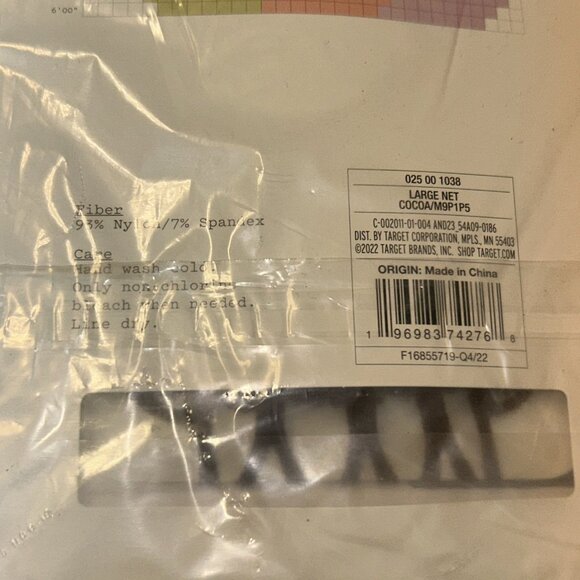 6'00"
Fiber
93% Nylon/7% Spandex
Care
Hand wash cold.
Only non-chlorine
bleach when needed.
Line dry.
025 00 1038
LARGE NET
COCOA/M9P1P5
C-002011-01-004 AND23 54A09-0186
DIST. BY TARGET CORPORATION, MPLS., MN 55403
©2022 TARGET BRANDS, INC. SHOP TARGET.COM
ORIGIN: Made in China
1 96983 74276 8
F16855719-Q4/22